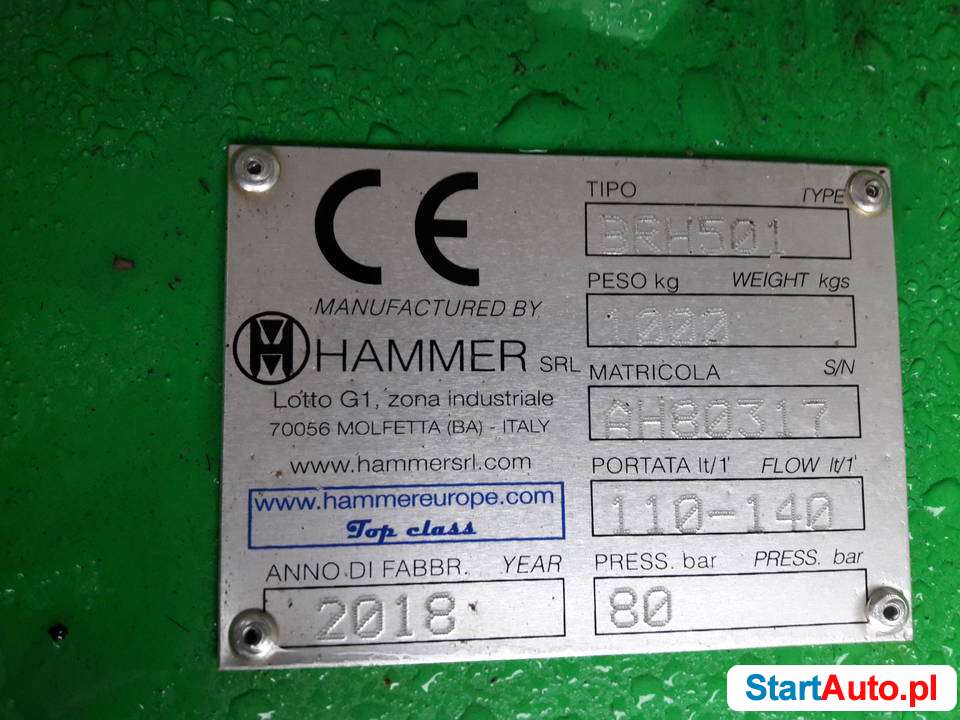 CE
MANUFACTURED BY
H HAMMER SRL
Lotto G1, zona industriale
70056 MOLFETTA (BA) - ITALY
www.hammersrl.com
www.hammereurope.com
Top class
ANNO DI FABBR. YEAR
2018
TIPO TYPE
BRH501
PESO kg WEIGHT kgs
1000
MATRICOLA S/N
AH80317
PORTATA lt/1' FLOW lt/1'
110-140
PRESS. bar PRESS. bar
80
StartAuto.pl